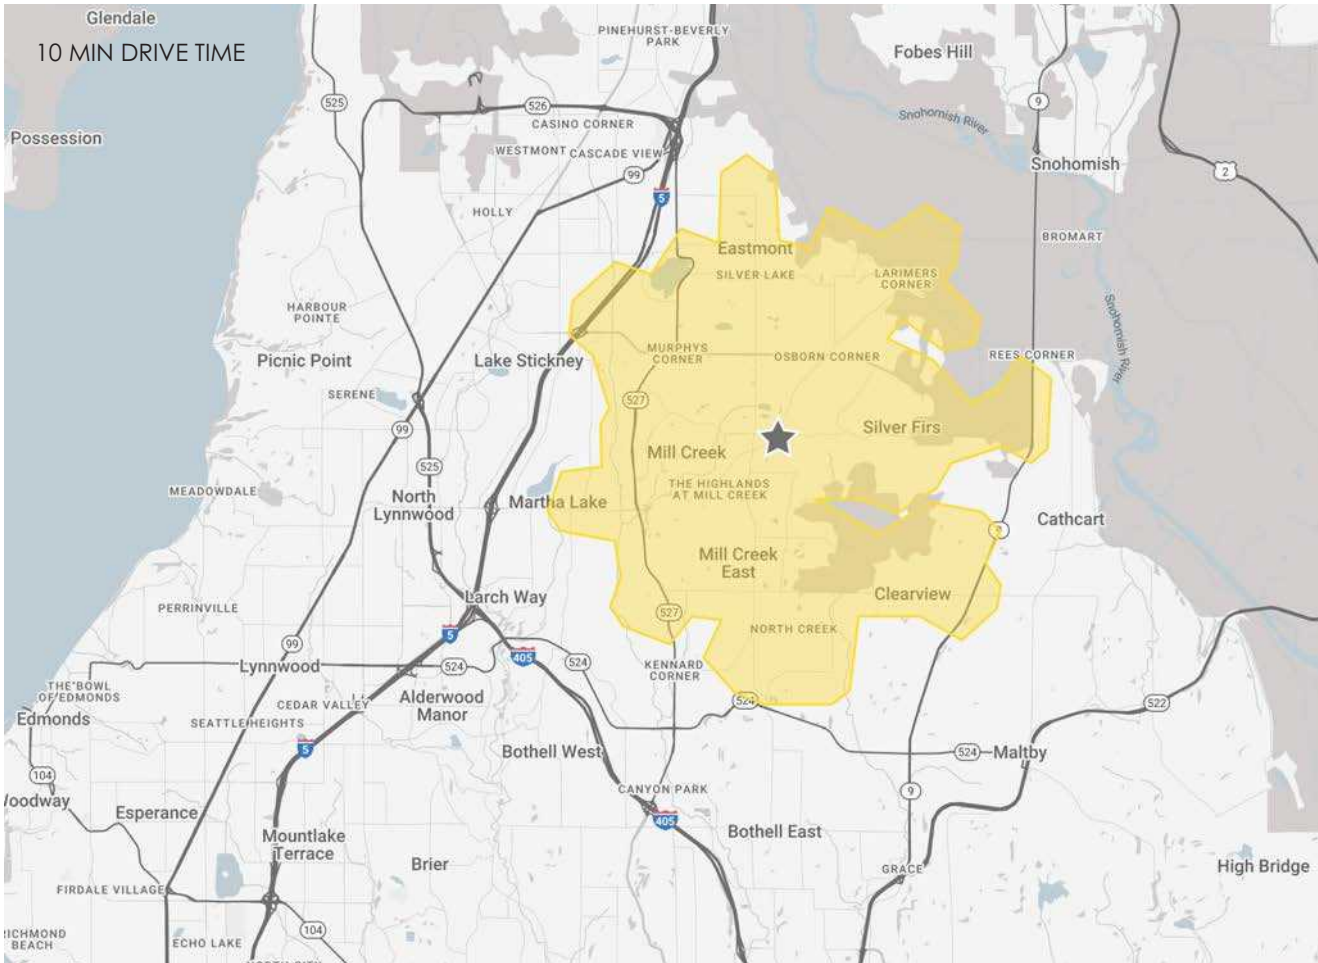 Glendale
10 MIN DRIVE TIME
PINEHURST-BEVERLY
PARK
Fobes Hill
525
526
9
CASINO CORNER
Snohomish River
Possession
WESTMONT
CASCADE VIEW
Snohomish
99
2
5
HOLLY
BROMART
Eastmont
SILVER LAKE
LARIMERS
CORNER
HARBOUR
POINTE
Snohomish River
Picnic Point
Lake Stickney
MURPHYS
CORNER
OSBORN CORNER
REES CORNER
SERENE
527
99
Silver Firs
Mill Creek
525
THE HIGHLANDS
AT MILL CREEK
MEADOWDALE
North
Lynnwood
Martha Lake
Cathcart
Mill Creek
East
Larch Way
Clearview
PERRINVILLE
527
NORTH CREEK
5
99
405
524
524
Lynnwood
KENNARD
CORNER
THE BOWL
OF EDMONDS
CEDAR VALLEY
Alderwood
Manor
524
522
Edmonds
SEATTLE HEIGHTS
5
Bothell West
524
Maltby
104
CANYON PARK
9
Woodway
Esperance
405
Mountlake
Terrace
Bothell East
Brier
GRACE
High Bridge
FIRDALE VILLAGE
104
RICHMOND
BEACH
ECHO LAKE
NORTH CITY